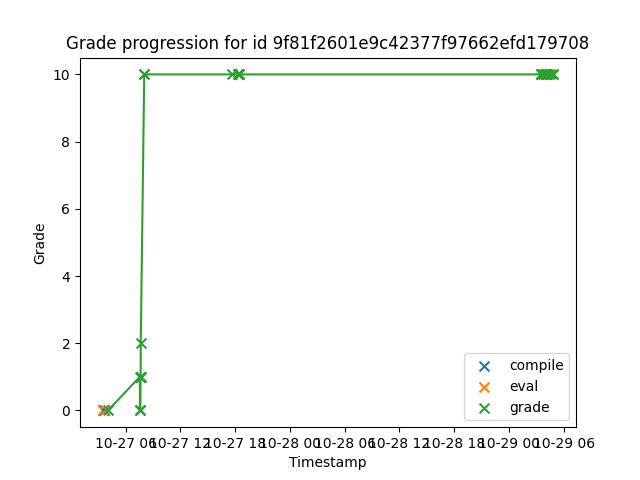 Grade progression for id 9f81f2601e9c42377f97662efd179708
10
8
6
4
2
0
Grade
compile
eval
grade
10-27 06 10-27 12 10-27 18 10-28 00 10-28 06 10-28 12 10-28 18 10-29 00 10-29 06
Timestamp